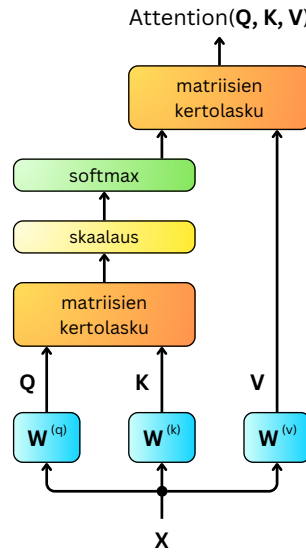 Attention(Q, K, V)
matriisien
kertolasku
softmax
skaalaus
matriisien
kertolasku
Q
K
V
W(q)
W(k)
W(v)
X